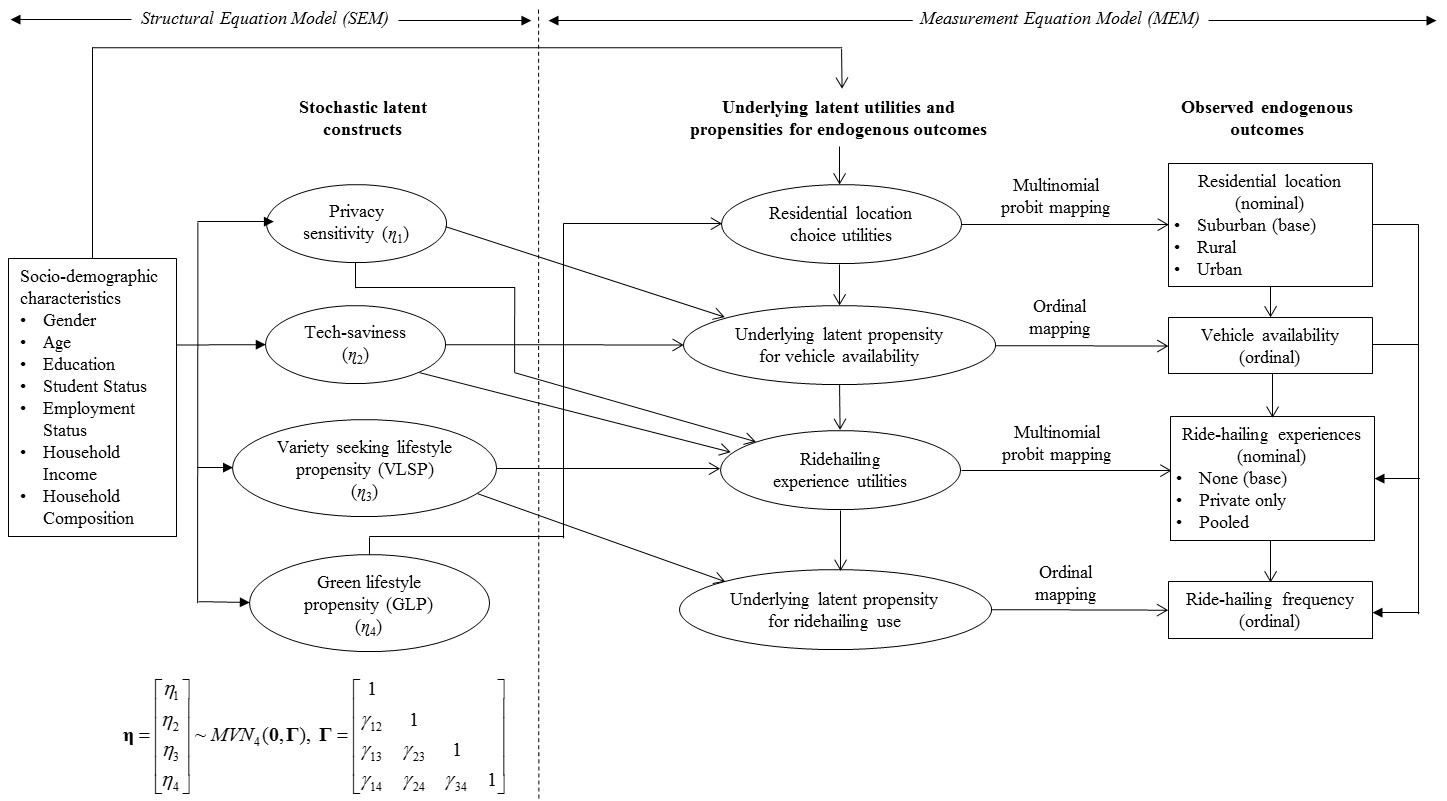 Structural Equation Model (SEM)
Measurement Equation Model (MEM)
Stochastic latent
constructs
Underlying latent utilities and
propensities for endogenous outcomes
Observed endogenous
outcomes
Socio-demographic
characteristics
• Gender
• Age
• Education
• Student Status
• Employment
Status
• Household
Income
• Household
Composition
Privacy
sensitivity (η1)
Tech-saviness
(η2)
Variety seeking lifestyle
propensity (VLSP)
(η3)
Green lifestyle
propensity (GLP)
(η4)
Residential location
choice utilities
Underlying latent propensity
for vehicle availability
Ridehailing
experience utilities
Underlying latent propensity
for ridehailing use
Multinomial
probit mapping
Ordinal
mapping
Multinomial
probit mapping
Ordinal
mapping
Residential location
(nominal)
• Suburban (base)
• Rural
• Urban
Vehicle availability
(ordinal)
Ride-hailing experiences
(nominal)
• None (base)
• Private only
• Pooled
Ride-hailing frequency
(ordinal)
η = [η1 η2 η3 η4] ~ MVN4(0,Γ), Γ =
1
γ12 1
γ13 γ23 1
γ14 γ24 γ34 1